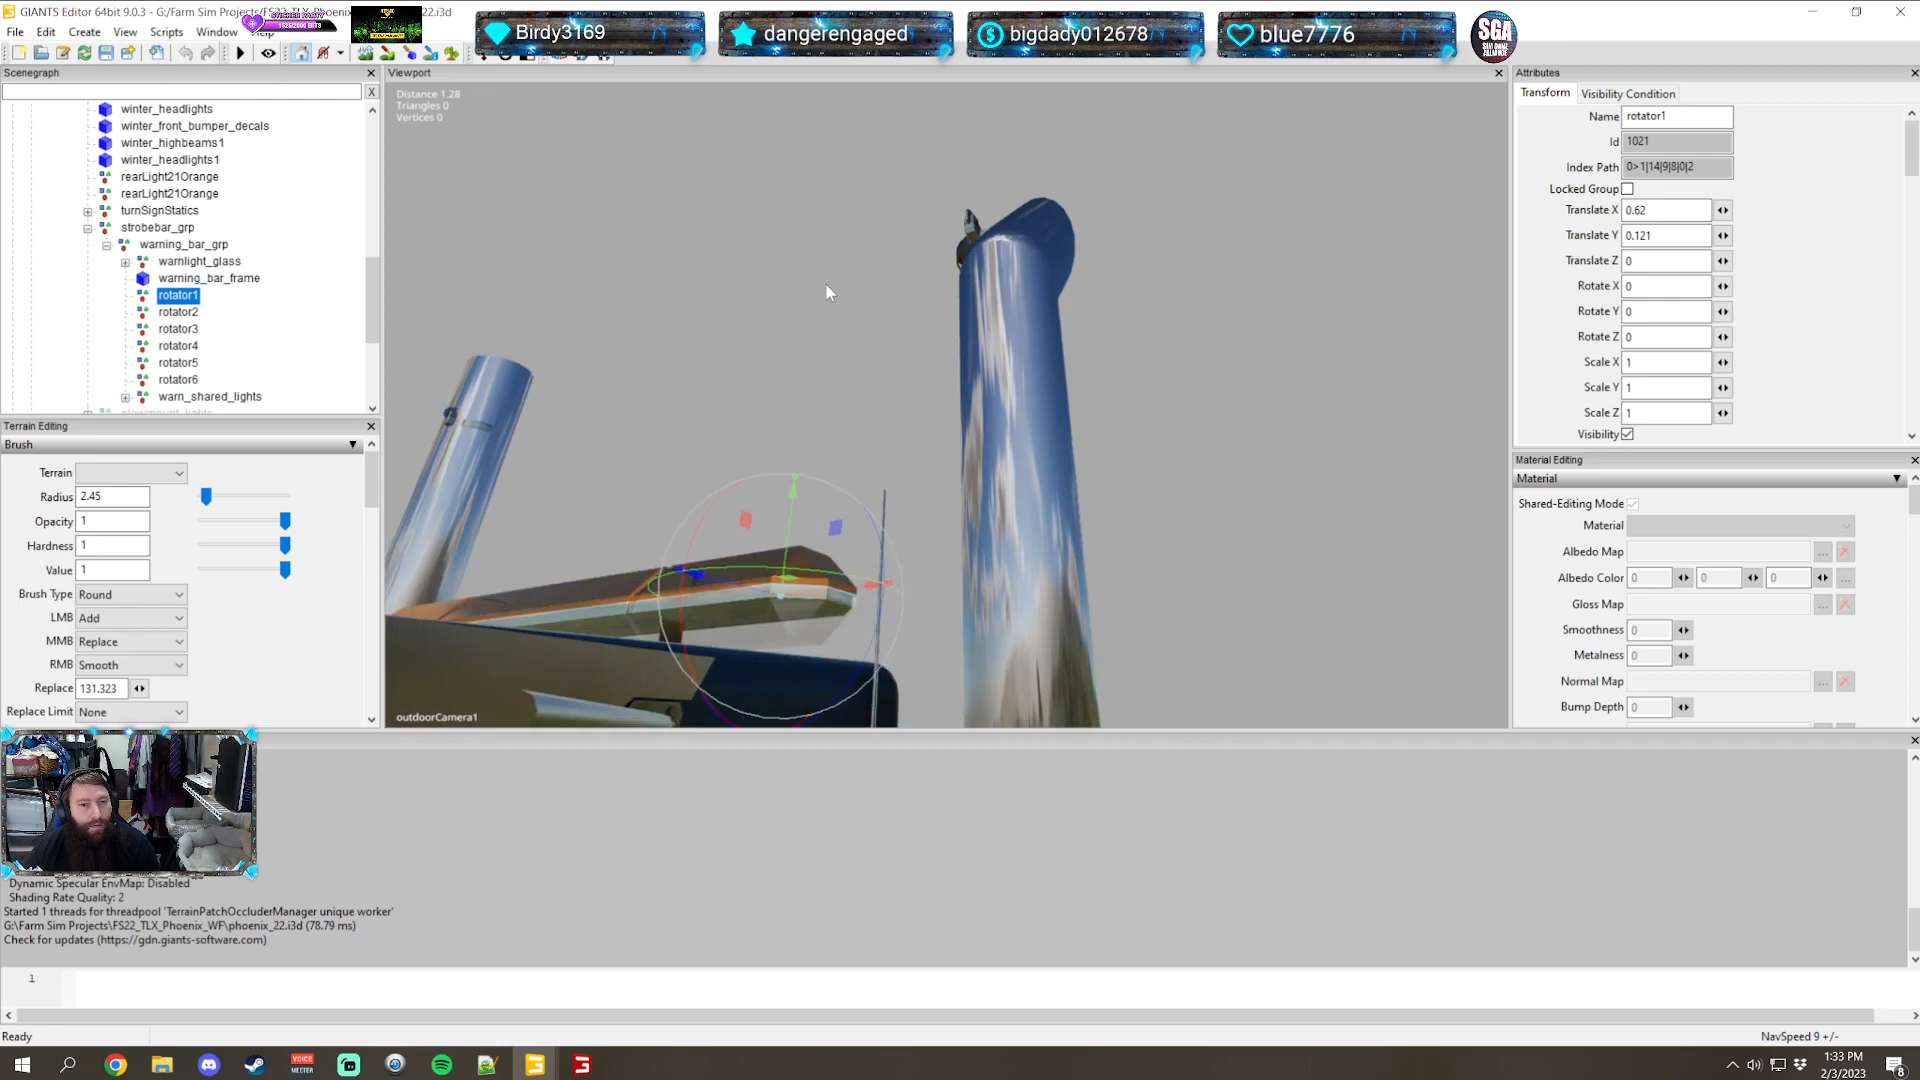 GIANTS Editor 64bit 9.0.3 - G:/Farm Sim Projects/FS22_TLX_Phoenix
22.i3d
File Edit Create View Scripts Window
Birdy3169
dangerengaged
bigdady012678
blue7776
SGA
Scenegraph
X
winter_headlights
winter_front_bumper_decals
winter_highbeams1
winter_headlights1
rearLight21Orange
rearLight21Orange
turnSignStatics
strobebar_grp
warning_bar_grp
warnlight_glass
warning_bar_frame
rotator1
rotator2
rotator3
rotator4
rotator5
rotator6
warn_shared_lights
plowmount_lights
Terrain Editing
Brush
Terrain
Radius 2.45
Opacity 1
Hardness 1
Value 1
Brush Type Round
LMB Add
MMB Replace
RMB Smooth
Replace 131.323
Replace Limit None
Viewport
Distance 1.28
Triangles 0
Vertices 0
outdoorCamera1
Attributes
Transform Visibility Condition
Name rotator1
Id 1021
Index Path 0>1|14|9|8|0|2
Locked Group
Translate X 0.62
Translate Y 0.121
Translate Z 0
Rotate X 0
Rotate Y 0
Rotate Z 0
Scale X 1
Scale Y 1
Scale Z 1
Visibility
Material Editing
Material
Shared-Editing Mode
Material
Albedo Map ...
Albedo Color 0 0 0 ...
Gloss Map ...
Smoothness 0
Metalness 0
Normal Map ...
Bump Depth 0
Dynamic Specular EnvMap: Disabled
Shading Rate Quality: 2
Started 1 threads for threadpool 'TerrainPatchOccluderManager unique worker'
G:\Farm Sim Projects\FS22_TLX_Phoenix_WF\phoenix_22.i3d (78.79 ms)
Check for updates (https://gdn.giants-software.com)
1
Ready
NavSpeed 9 +/-
VOICE
MEETER
1:33 PM
2/3/2023
8